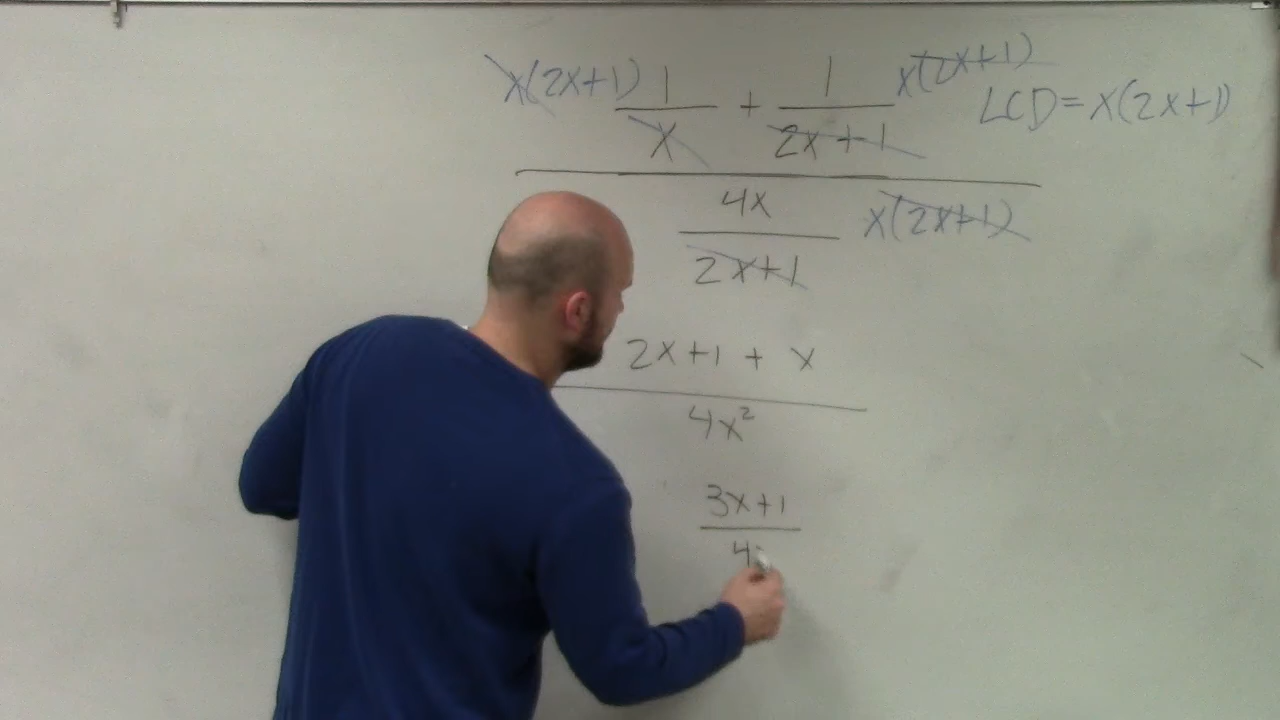 x(2x+1) 1/x + 1/(2x+1) x(2x+1)
LCD = x(2x+1)
4x/(2x+1) x(2x+1)
2x+1 + x
4x²
3x+1
4